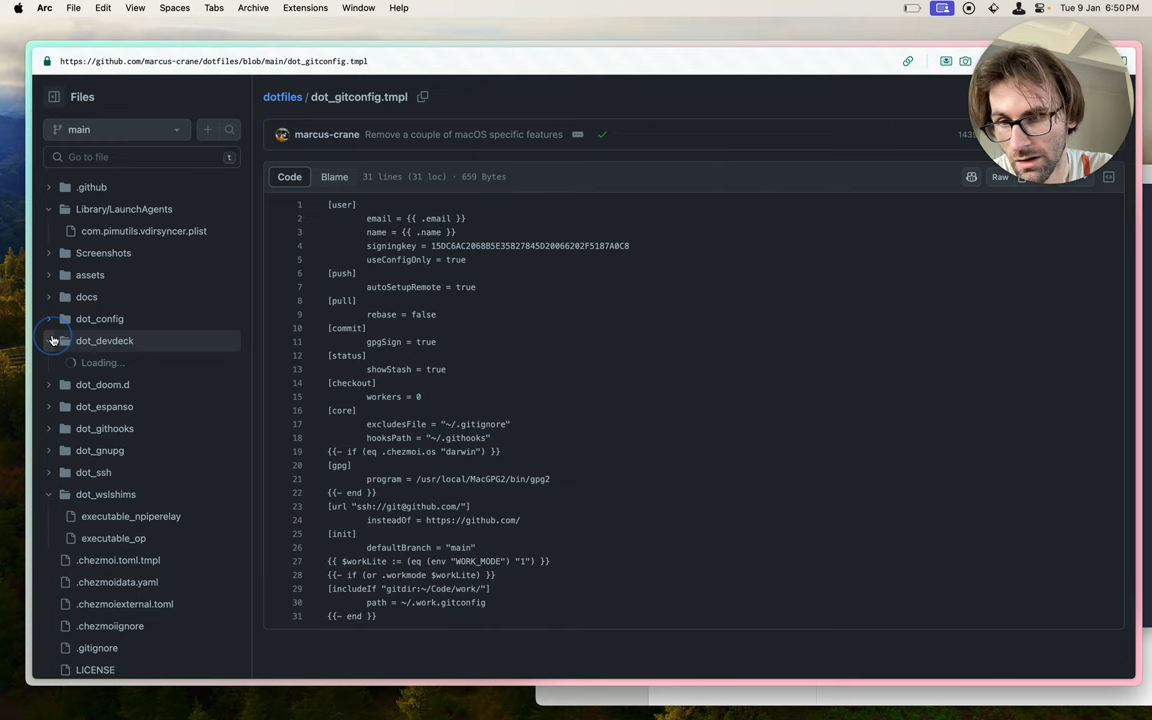 Arc File Edit View Spaces Tabs Archive Extensions Window Help Tue 9 Jan 6:50 PM
https://github.com/marcus-crane/dotfiles/blob/main/dot_gitconfig.tmpl
Files
main
Go to file t
.github
Library/LaunchAgents
com.pimutils.vdirsyncer.plist
Screenshots
assets
docs
dot_config
dot_devdeck
Loading...
dot_doom.d
dot_espanso
dot_githooks
dot_gnupg
dot_ssh
dot_wslshims
executable_npiperelay
executable_op
.chezmoi.toml.tmpl
.chezmoidata.yaml
.chezmoiexternal.toml
.chezmoiignore
.gitignore
LICENSE
dotfiles / dot_gitconfig.tmpl
marcus-crane Remove a couple of macOS specific features
Code Blame 31 lines (31 loc) · 659 Bytes Raw
1 [user]
2 email = {{ .email }}
3 name = {{ .name }}
4 signingkey = 15DC6AC2068B5E35827845D20066202F5187A0C8
5 useConfigOnly = true
6 [push]
7 autoSetupRemote = true
8 [pull]
9 rebase = false
10 [commit]
11 gpgSign = true
12 [status]
13 showStash = true
14 [checkout]
15 workers = 0
16 [core]
17 excludesFile = "~/.gitignore"
18 hooksPath = "~/.githooks"
19 {{- if (eq .chezmoi.os "darwin") }}
20 [gpg]
21 program = /usr/local/MacGPG2/bin/gpg2
22 {{- end }}
23 [url "ssh://git@github.com/"]
24 insteadOf = https://github.com/
25 [init]
26 defaultBranch = "main"
27 {{ $workLite := (eq (env "WORK_MODE") "1") }}
28 {{- if (or .workmode $workLite) }}
29 [includeIf "gitdir:~/Code/work/"]
30 path = ~/.work.gitconfig
31 {{- end }}